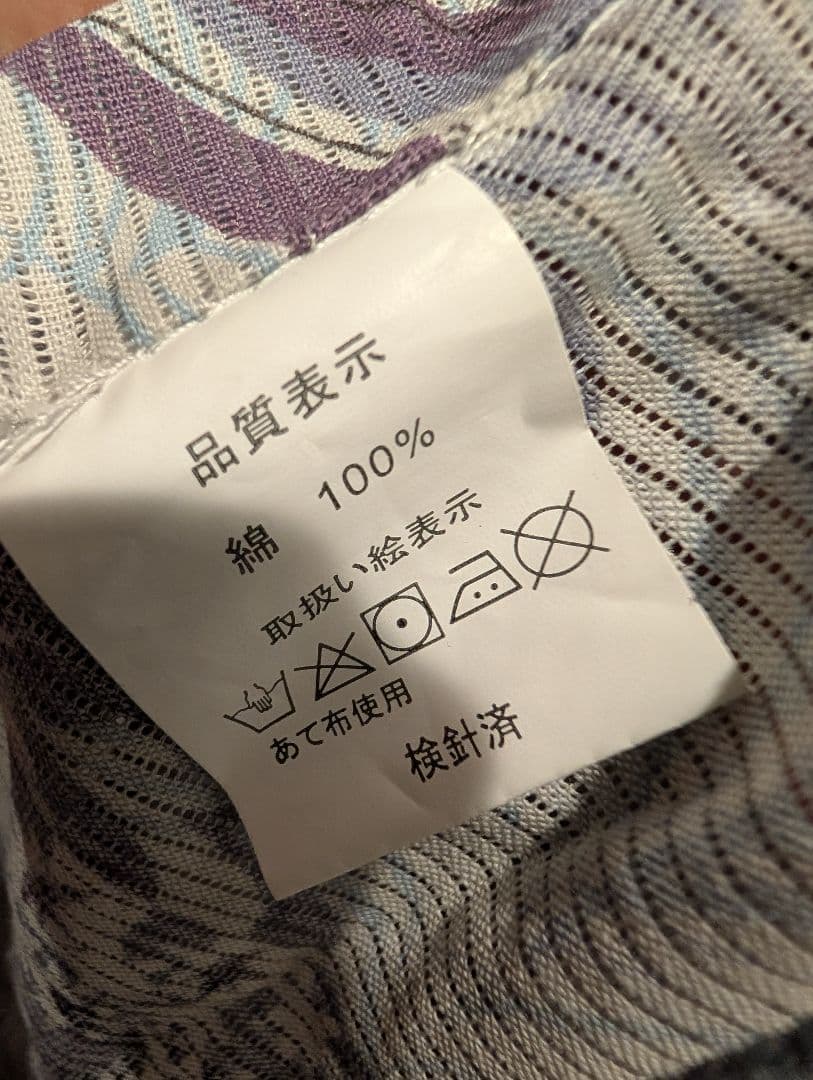 品質表示
綿 100%
取扱い絵表示
あて布使用
検針済